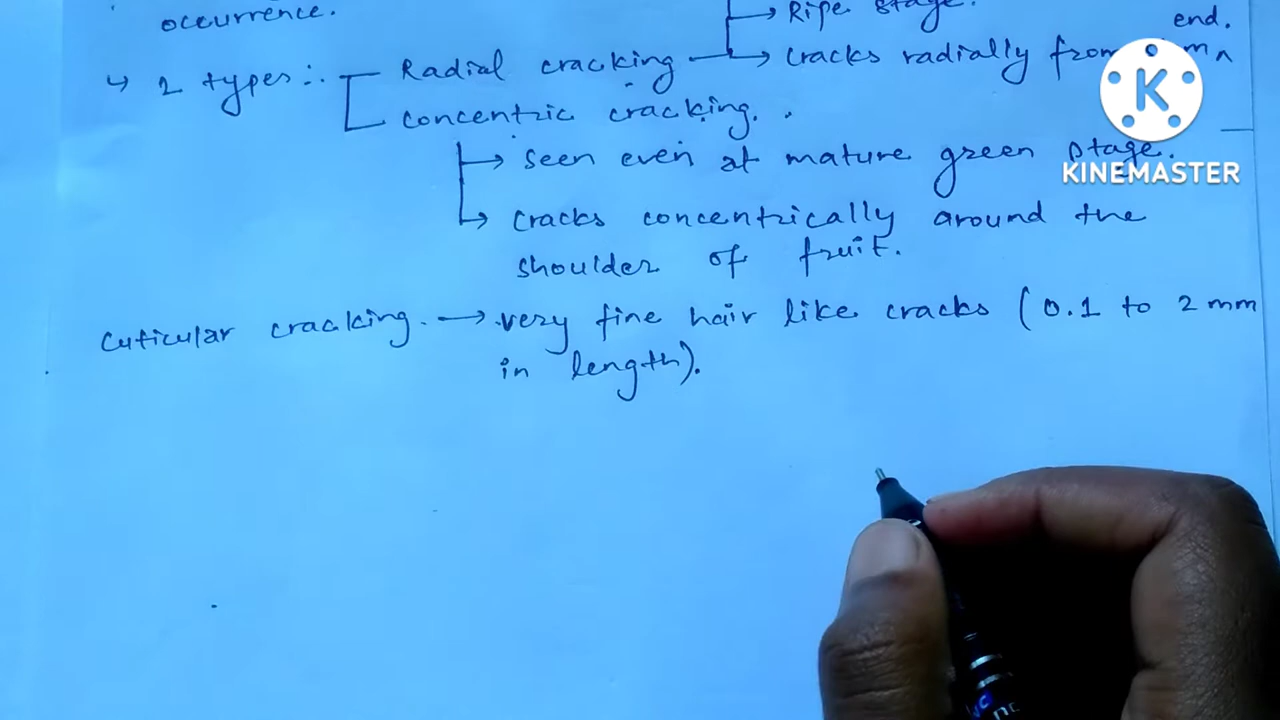 occurrence.
→ Ripe stage.
end.
↳ 2 types :- Radial cracking → cracks radially from
concentric cracking.
→ seen even at mature green stage.
→ cracks concentrically around the
shoulder of fruit.
Cuticular cracking. → very fine hair like cracks (0.1 to 2 mm
in length).
K
KINEMASTER